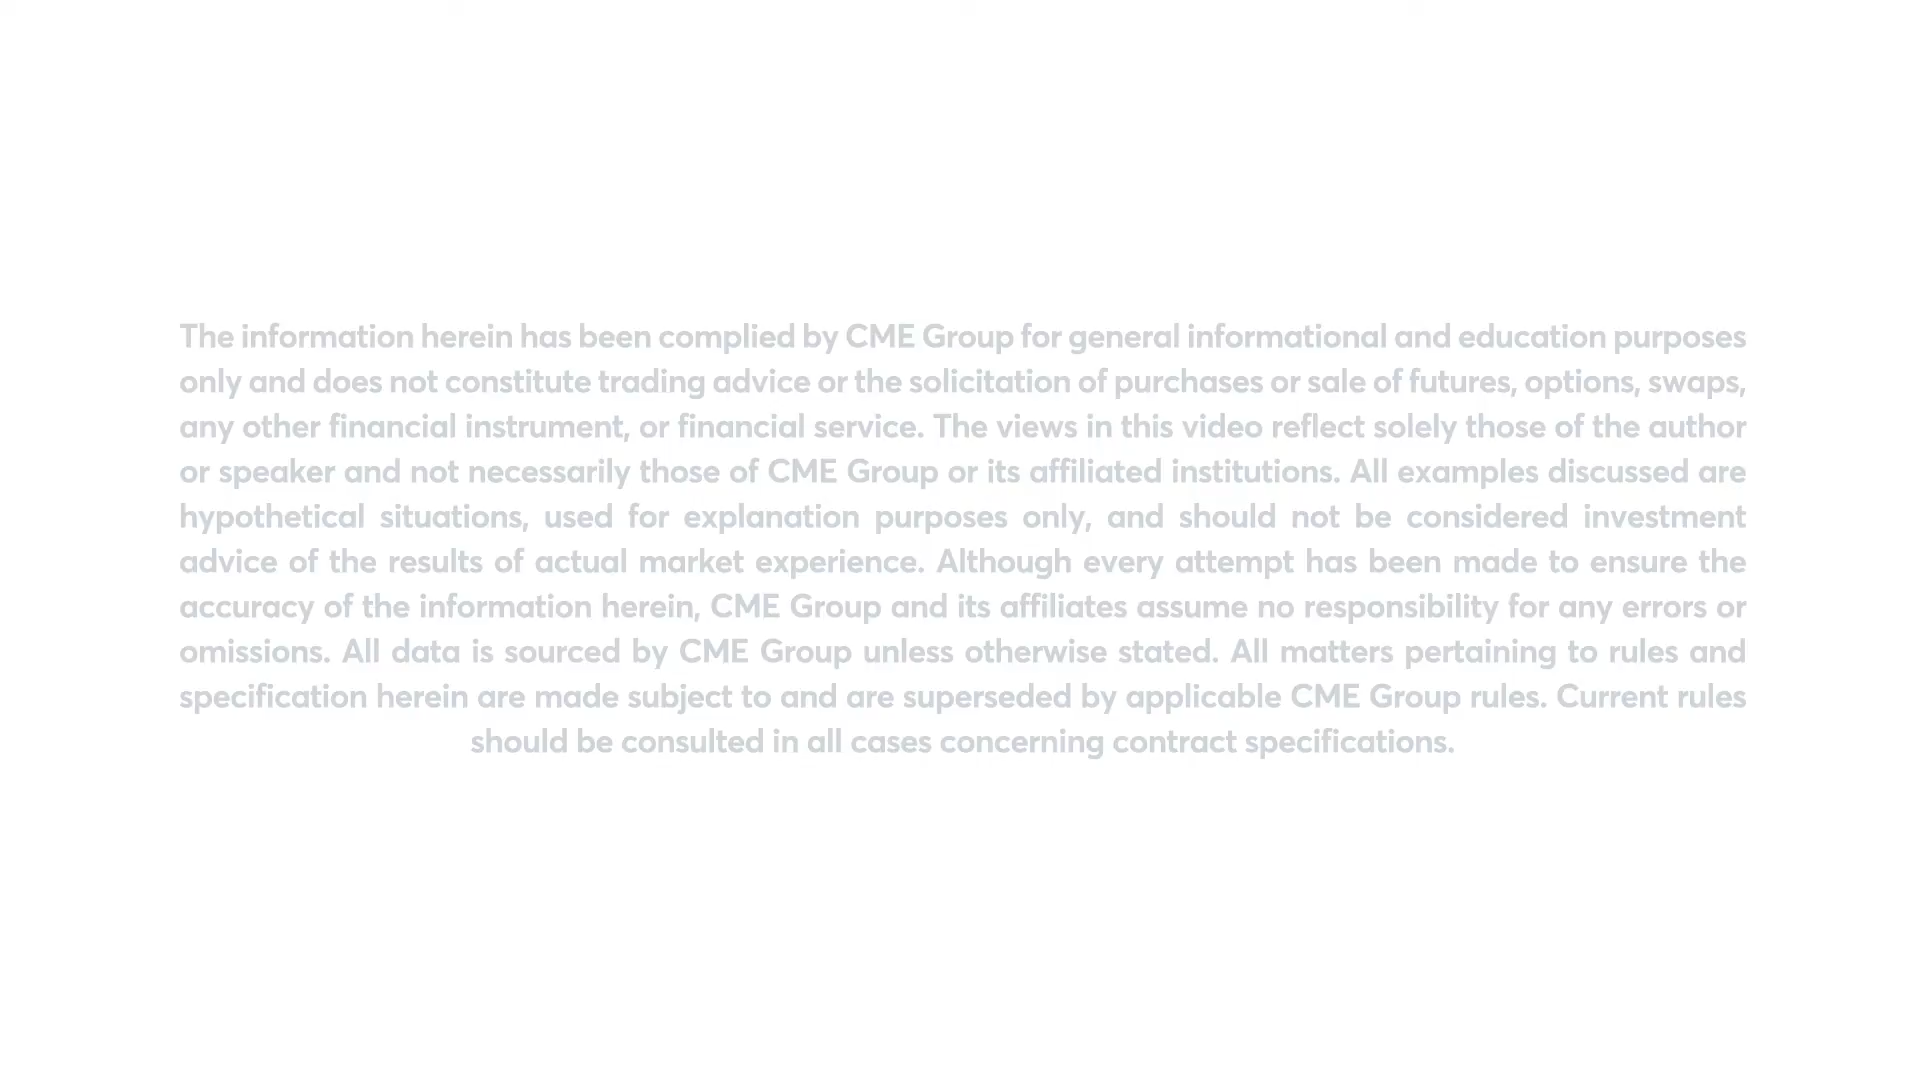 The information herein has been complied by CME Group for general informational and education purposes
only and does not constitute trading advice or the solicitation of purchases or sale of futures, options, swaps,
any other financial instrument, or financial service. The views in this video reflect solely those of the author
or speaker and not necessarily those of CME Group or its affiliated institutions. All examples discussed are
hypothetical situations, used for explanation purposes only, and should not be considered investment
advice of the results of actual market experience. Although every attempt has been made to ensure the
accuracy of the information herein, CME Group and its affiliates assume no responsibility for any errors or
omissions. All data is sourced by CME Group unless otherwise stated. All matters pertaining to rules and
specification herein are made subject to and are superseded by applicable CME Group rules. Current rules
should be consulted in all cases concerning contract specifications.